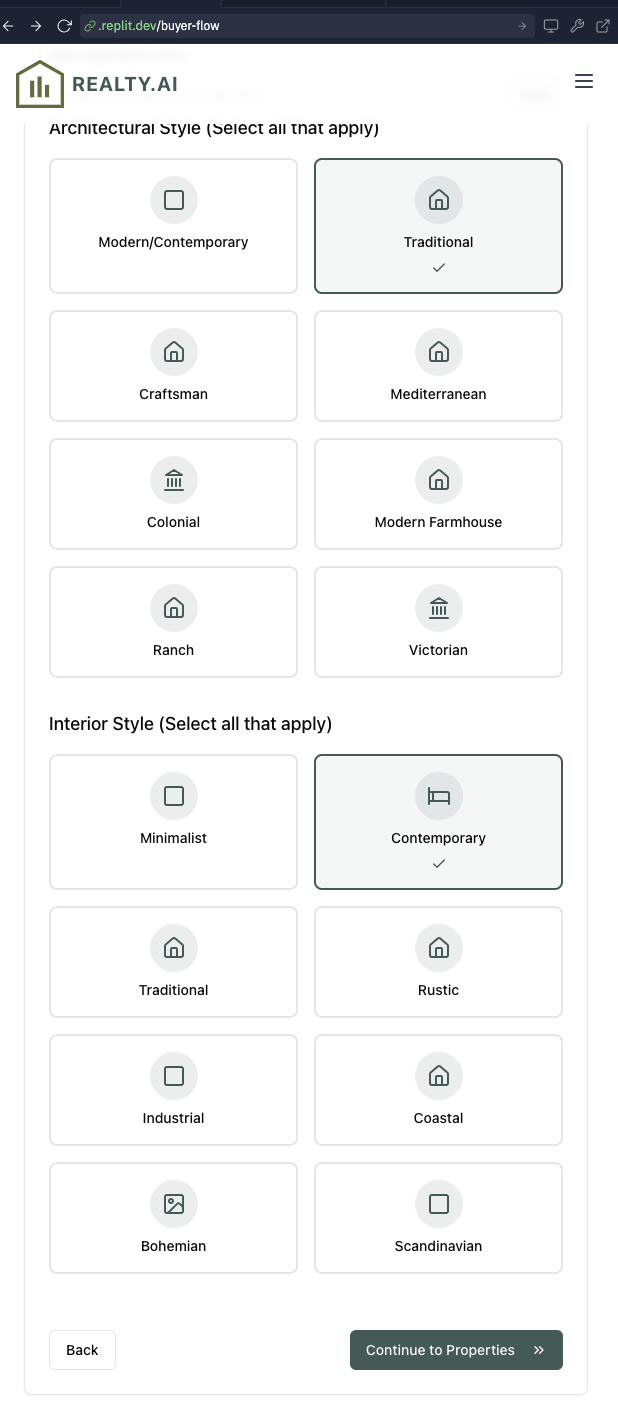 .replit.dev/buyer-flow
REALTY.AI
Architectural Style (Select all that apply)
Modern/Contemporary
Traditional
Craftsman
Mediterranean
Colonial
Modern Farmhouse
Ranch
Victorian
Interior Style (Select all that apply)
Minimalist
Contemporary
Traditional
Rustic
Industrial
Coastal
Bohemian
Scandinavian
Back
Continue to Properties